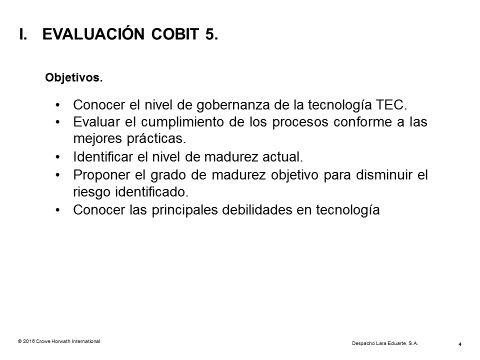 I. EVALUACIÓN COBIT 5.
Objetivos.
• Conocer el nivel de gobernanza de la tecnología TEC.
• Evaluar el cumplimiento de los procesos conforme a las
mejores prácticas.
• Identificar el nivel de madurez actual.
• Proponer el grado de madurez objetivo para disminuir el
riesgo identificado.
• Conocer las principales debilidades en tecnología
© 2016 Crowe Horwath International
Despacho Lara Eduarte, S.A.
4